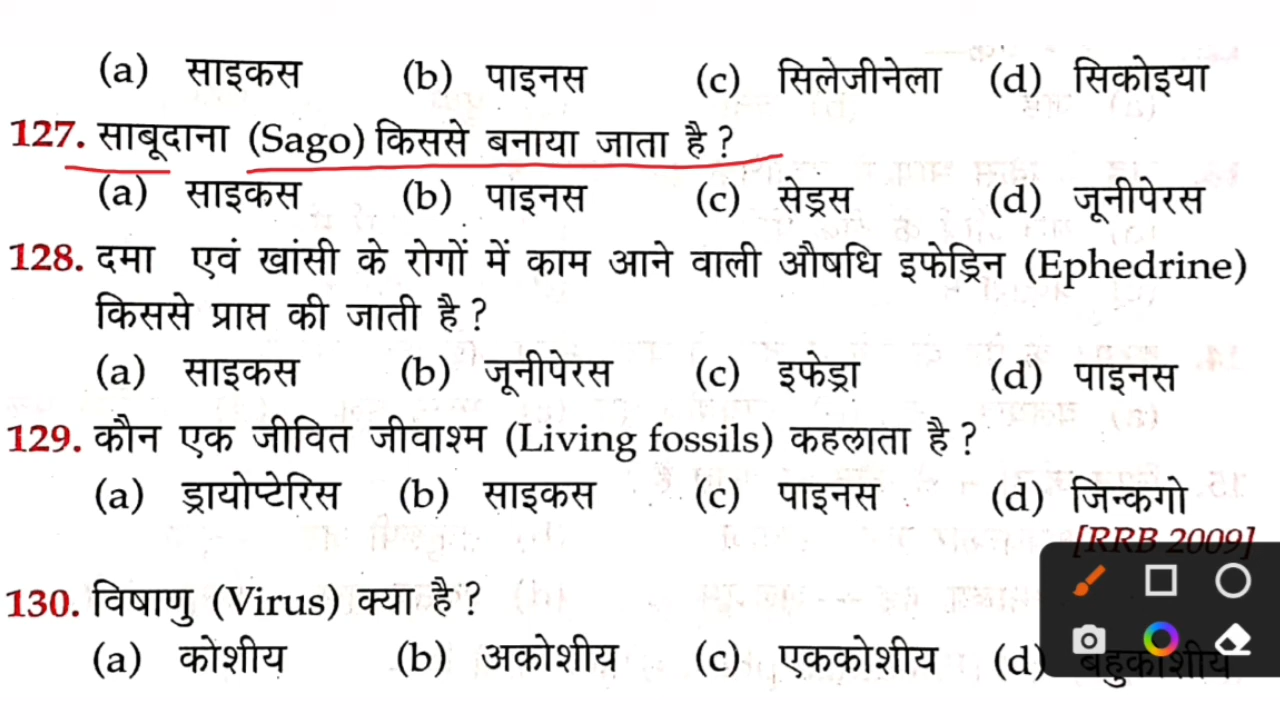 (a) साइकस (b) पाइनस (c) सिलेजीनेला (d) सिकोइया
127. साबूदाना (Sago) किससे बनाया जाता है ?
(a) साइकस (b) पाइनस (c) सेड्रस (d) जूनीपेरस
128. दमा एवं खांसी के रोगों में काम आने वाली औषधि इफेड्रिन (Ephedrine)
किससे प्राप्त की जाती है ?
(a) साइकस (b) जूनीपेरस (c) इफेड्रा (d) पाइनस
129. कौन एक जीवित जीवाश्म (Living fossils) कहलाता है ?
(a) ड्रायोप्टेरिस (b) साइकस (c) पाइनस (d) जिन्कगो
[RRB 2009]
130. विषाणु (Virus) क्या है ?
(a) कोशीय (b) अकोशीय (c) एककोशीय (d) बहुकोशीय